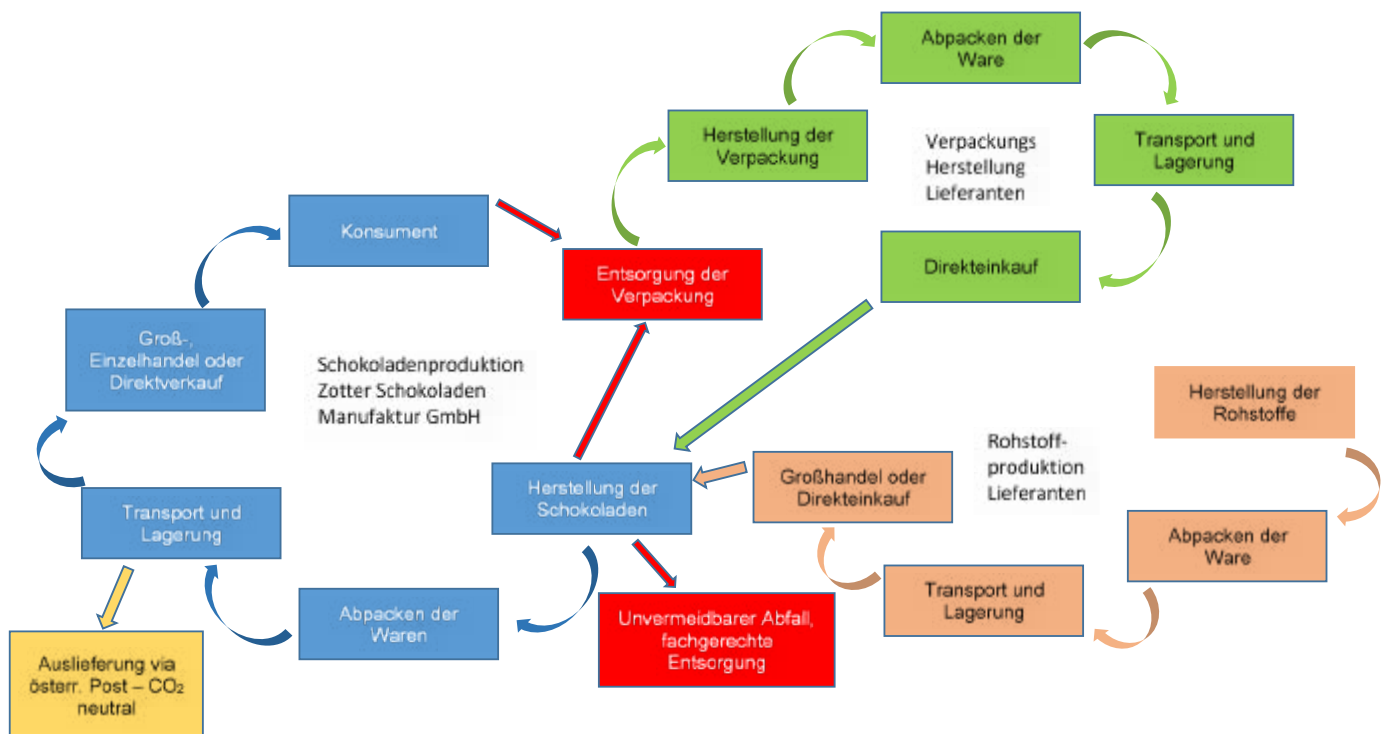 Abpacken der
Ware
Herstellung der
Verpackung
Verpackungs
Herstellung
Lieferanten
Transport und
Lagerung
Konsument
Entsorgung der
Verpackung
Direkteinkauf
Groß-,
Einzelhandel oder
Direktverkauf
Schokoladenproduktion
Zotter Schokoladen
Manufaktur GmbH
Herstellung der
Rohstoffe
Rohstoff-
produktion
Lieferanten
Großhandel oder
Direkteinkauf
Herstellung der
Schokoladen
Transport und
Lagerung
Abpacken der
Ware
Transport und
Lagerung
Abpacken der
Waren
Unvermeidbarer Abfall,
fachgerechte
Entsorgung
Auslieferung via
österr. Post – CO₂
neutral